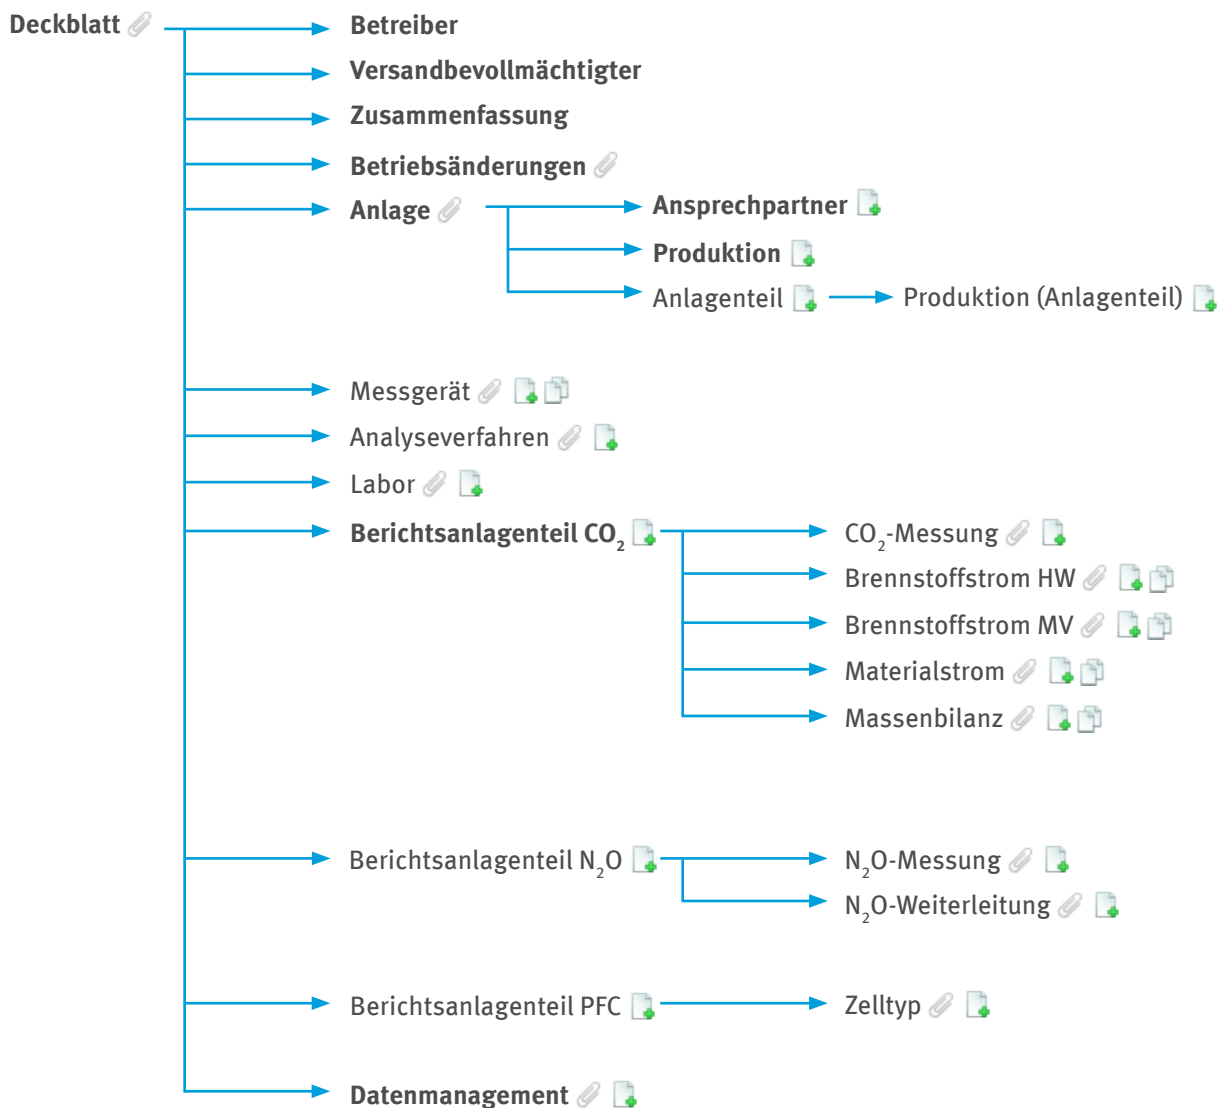 Deckblatt
Betreiber
Versandbevollmächtigter
Zusammenfassung
Betriebsänderungen
Anlage
Ansprechpartner
Produktion
Anlagenteil
Produktion (Anlagenteil)
Messgerät
Analyseverfahren
Labor
Berichtsanlagenteil CO₂
CO₂-Messung
Brennstoffstrom HW
Brennstoffstrom MV
Materialstrom
Massenbilanz
Berichtsanlagenteil N₂O
N₂O-Messung
N₂O-Weiterleitung
Berichtsanlagenteil PFC
Zelltyp
Datenmanagement